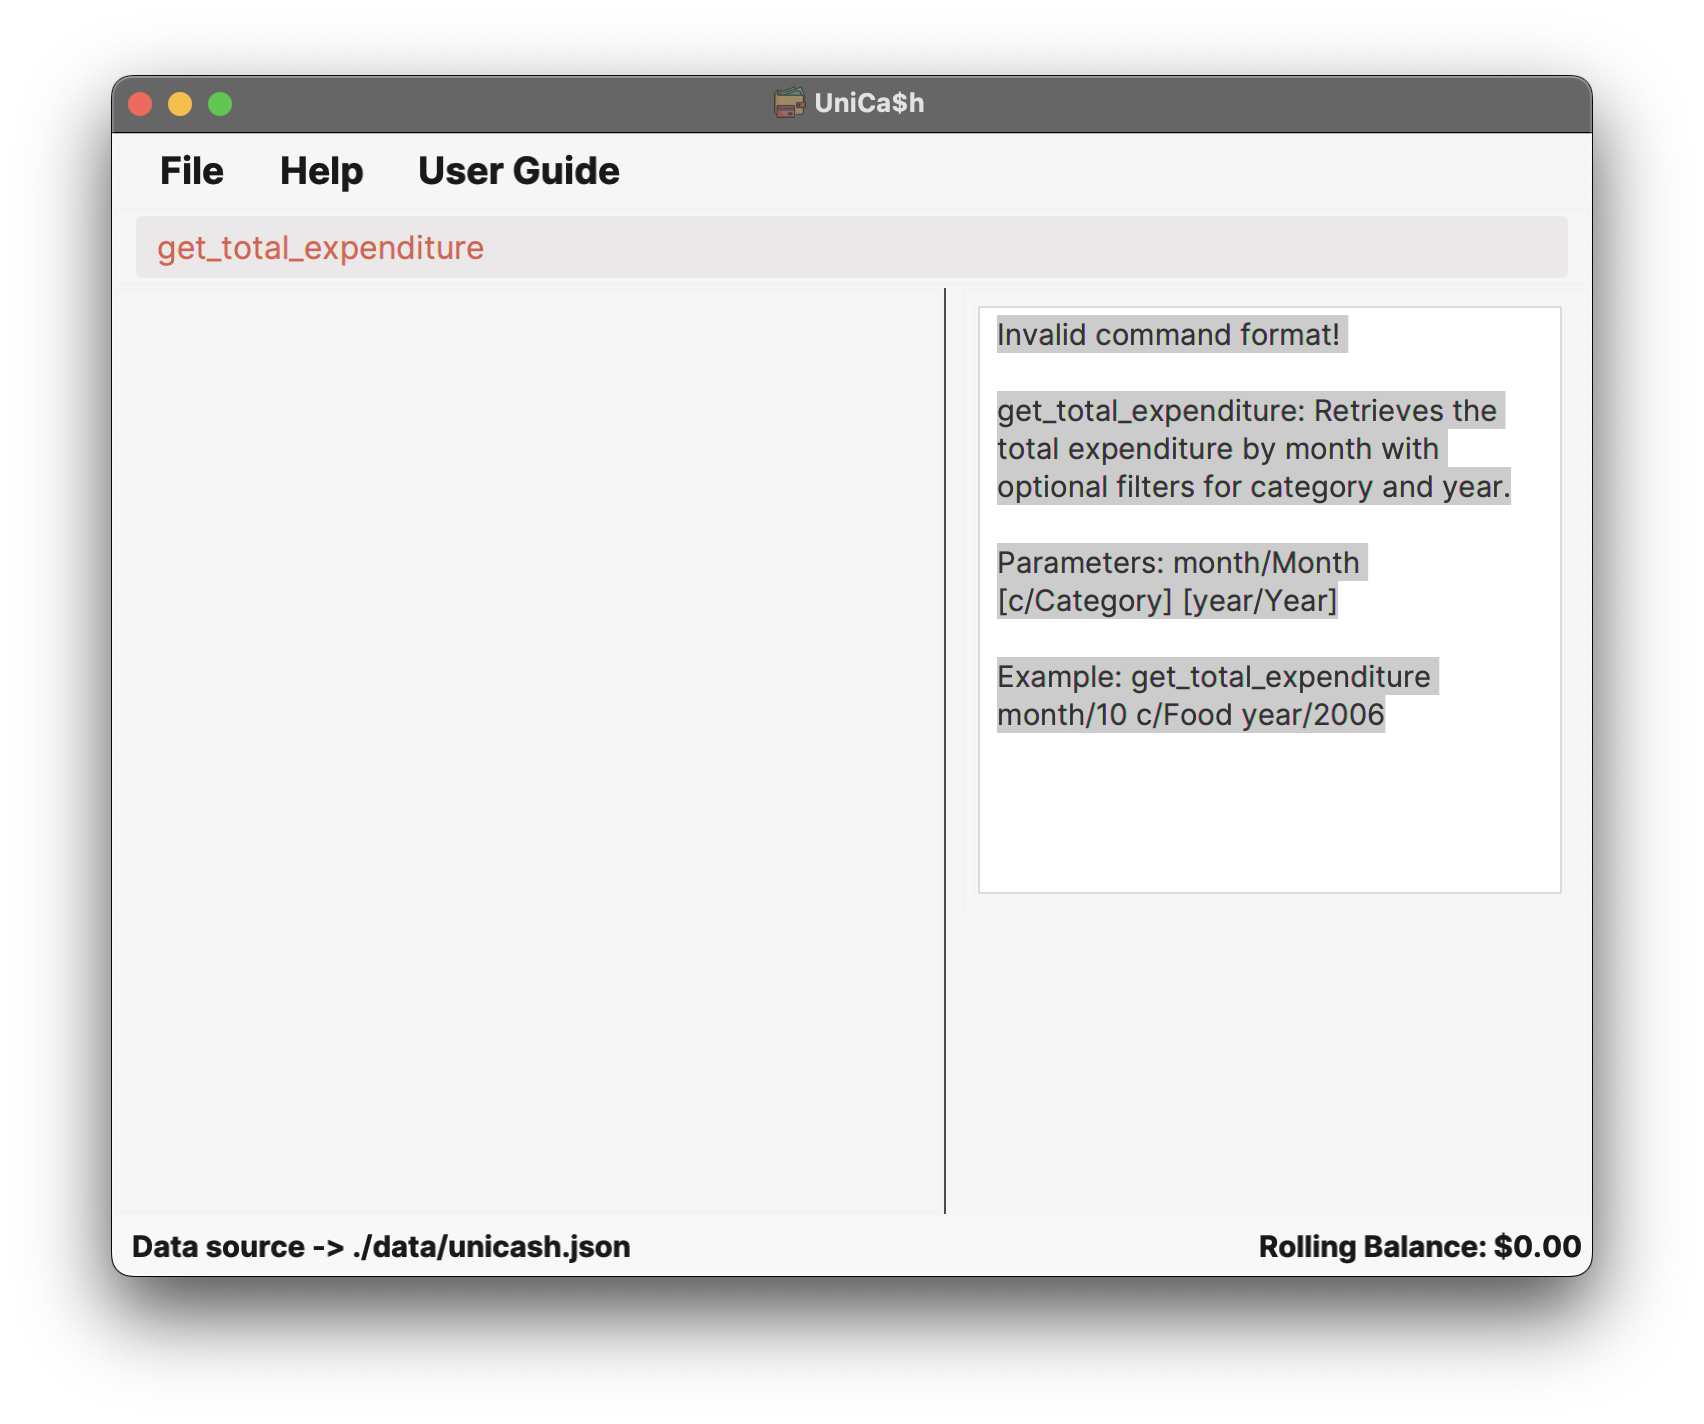 UniCa$h
File Help User Guide
get_total_expenditure
Invalid command format!
get_total_expenditure: Retrieves the
total expenditure by month with
optional filters for category and year.
Parameters: month/Month
[c/Category] [year/Year]
Example: get_total_expenditure
month/10 c/Food year/2006
Data source -> ./data/unicash.json
Rolling Balance: $0.00